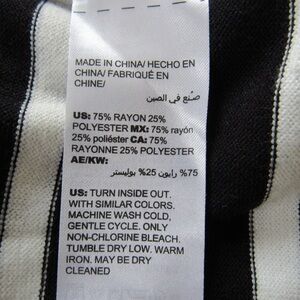 MADE IN CHINA/ HECHO EN
CHINA/ FABRIQUÉ EN
CHINE/
صنع في الصين
US: 75% RAYON 25%
POLYESTER MX: 75% rayón
25% poliéster CA: 75%
RAYONNE 25% POLYESTER
AE/KW:
75% رايون 25% بوليستر
US: TURN INSIDE OUT.
WITH SIMILAR COLORS.
MACHINE WASH COLD,
GENTLE CYCLE. ONLY
NON-CHLORINE BLEACH.
TUMBLE DRY LOW. WARM
IRON. MAY BE DRY
CLEANED